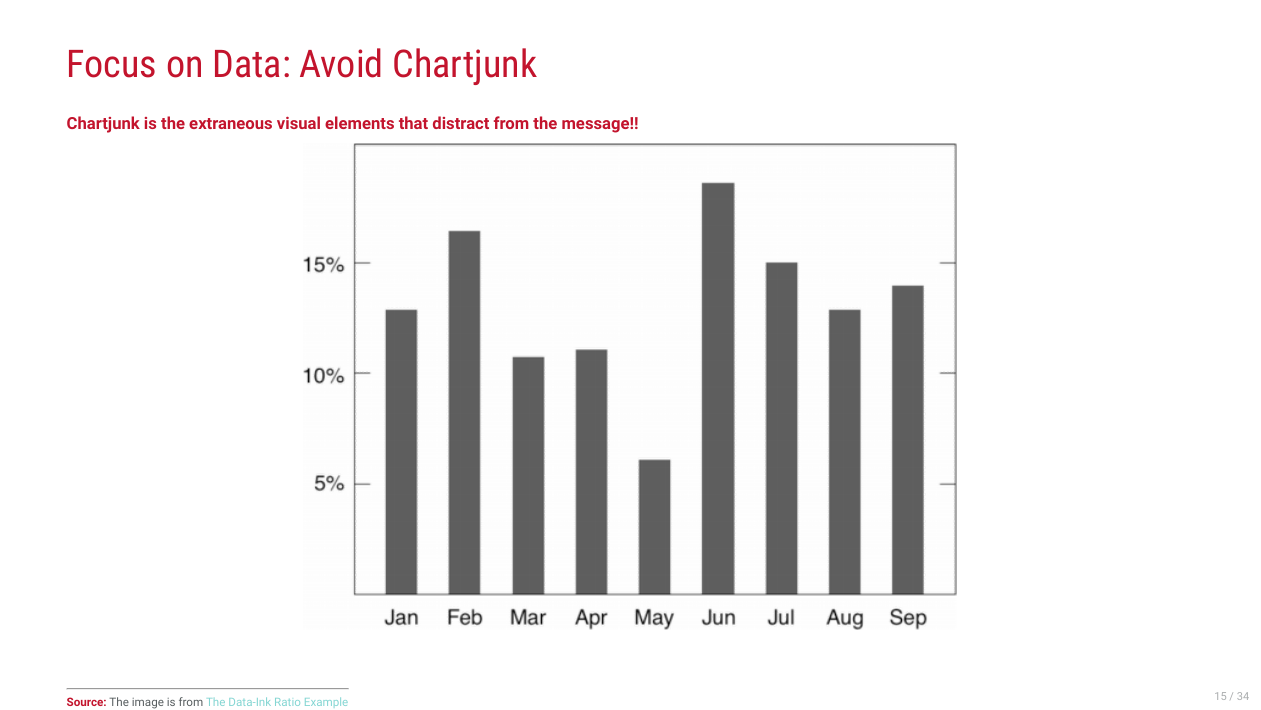 Focus on Data: Avoid Chartjunk
Chartjunk is the extraneous visual elements that distract from the message!!
15%
10%
5%
Jan Feb Mar Apr May Jun Jul Aug Sep
Source: The image is from The Data-Ink Ratio Example
15 / 34